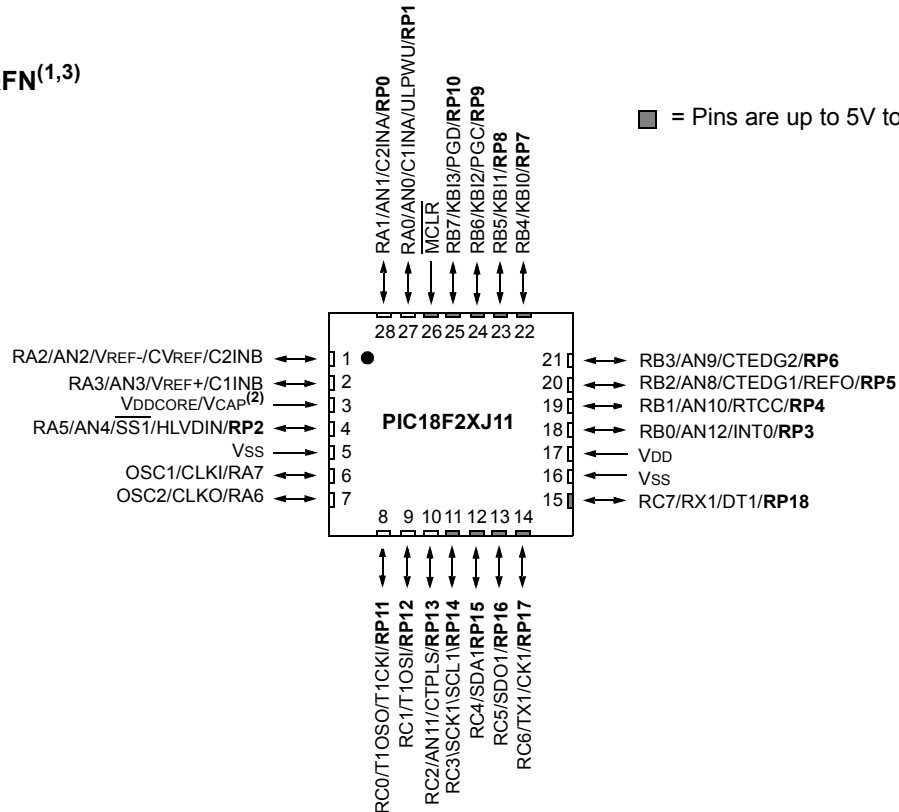 FN(1,3)
= Pins are up to 5V to
RA1/AN1/C2INA/RP0
RA0/AN0/C1INA/ULPWU/RP1
MCLR
RB7/KBI3/PGD/RP10
RB6/KBI2/PGC/RP9
RB5/KBI1/RP8
RB4/KBI0/RP7
28 27 26 25 24 23 22
RA2/AN2/VREF-/CVREF/C2INB 1
RA3/AN3/VREF+/C1INB 2
VDDCORE/VCAP(2) 3
RA5/AN4/SS1/HLVDIN/RP2 4
VSS 5
OSC1/CLKI/RA7 6
OSC2/CLKO/RA6 7
PIC18F2XJ11
21 RB3/AN9/CTEDG2/RP6
20 RB2/AN8/CTEDG1/REFO/RP5
19 RB1/AN10/RTCC/RP4
18 RB0/AN12/INT0/RP3
17 VDD
16 VSS
15 RC7/RX1/DT1/RP18
8 9 10 11 12 13 14
RC0/T1OSO/T1CKI/RP11
RC1/T1OSI/RP12
RC2/AN11/CTPLS/RP13
RC3\SCK1\SCL1\RP14
RC4/SDA1RP15
RC5/SDO1/RP16
RC6/TX1/CK1/RP17